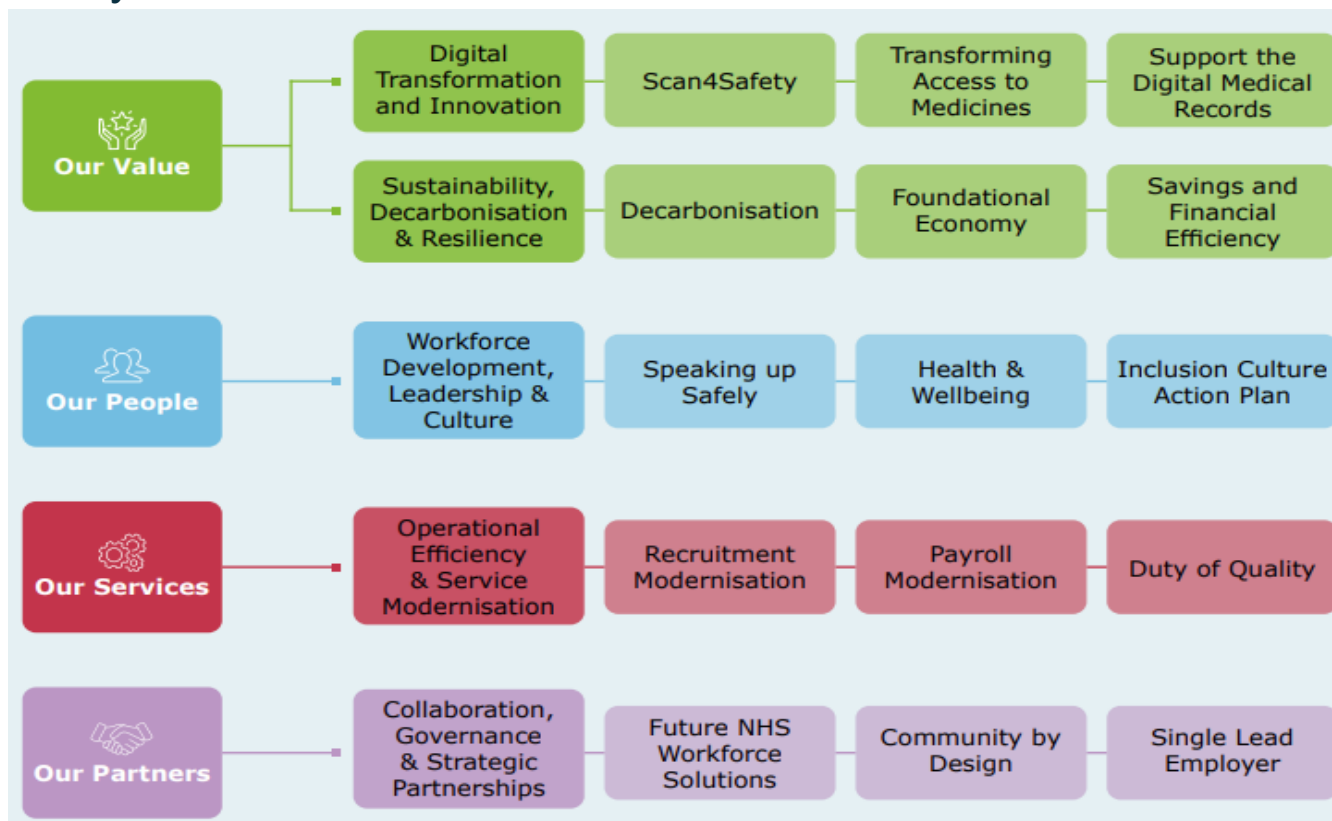 Our Value
Digital
Transformation
and Innovation
Scan4Safety
Transforming
Access to
Medicines
Support the
Digital Medical
Records
Sustainability,
Decarbonisation
& Resilience
Decarbonisation
Foundational
Economy
Savings and
Financial
Efficiency
Our People
Workforce
Development,
Leadership &
Culture
Speaking up
Safely
Health &
Wellbeing
Inclusion Culture
Action Plan
Our Services
Operational
Efficiency
& Service
Modernisation
Recruitment
Modernisation
Payroll
Modernisation
Duty of Quality
Our Partners
Collaboration,
Governance
& Strategic
Partnerships
Future NHS
Workforce
Solutions
Community by
Design
Single Lead
Employer